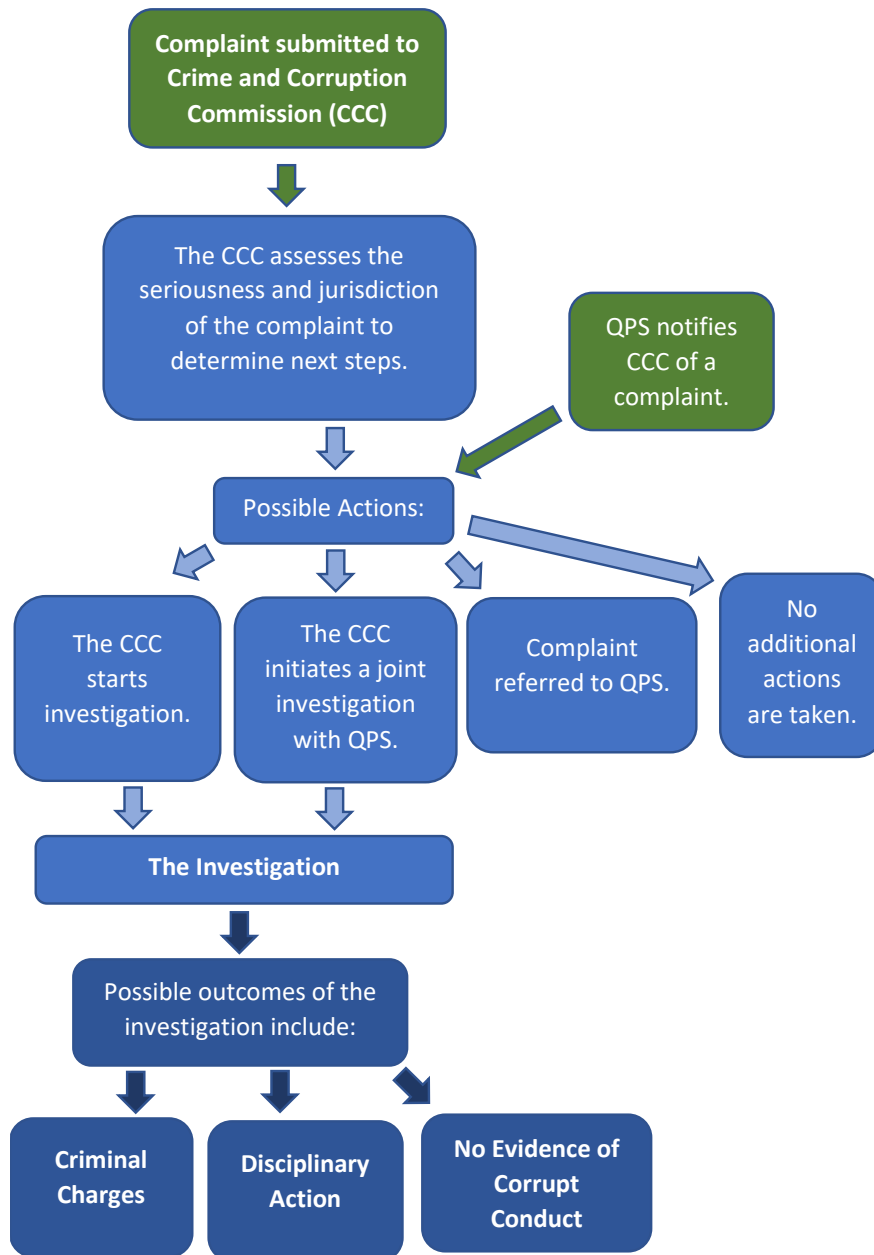 Complaint submitted to
Crime and Corruption
Commission (CCC)
The CCC assesses the
seriousness and jurisdiction
of the complaint to
determine next steps.
QPS notifies
CCC of a
complaint.
Possible Actions:
The CCC
starts
investigation.
The CCC
initiates a joint
investigation
with QPS.
Complaint
referred to QPS.
No
additional
actions
are taken.
The Investigation
Possible outcomes of the
investigation include:
Criminal
Charges
Disciplinary
Action
No Evidence of
Corrupt
Conduct